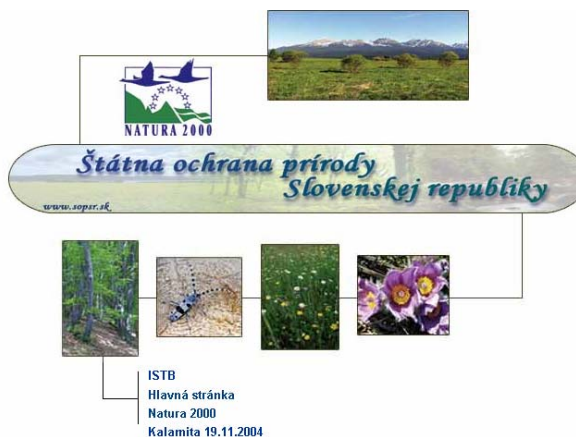 NATURA 2000
Štátna ochrana prírody
Slovenskej republiky
www.sopsr.sk
ISTB
Hlavná stránka
Natura 2000
Kalamita 19.11.2004